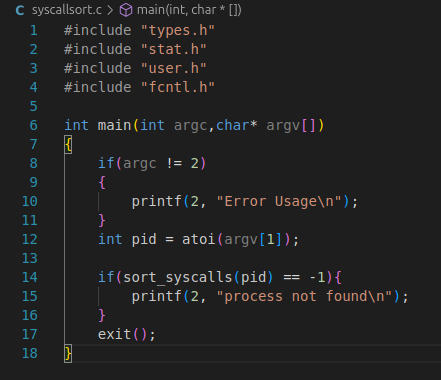 C syscallsort.c > main(int, char * [])
1 #include "types.h"
2 #include "stat.h"
3 #include "user.h"
4 #include "fcntl.h"
5
6 int main(int argc,char* argv[])
7 {
8     if(argc != 2)
9     {
10         printf(2, "Error Usage\n");
11     }
12     int pid = atoi(argv[1]);
13
14     if(sort_syscalls(pid) == -1){
15         printf(2, "process not found\n");
16     }
17     exit();
18 }